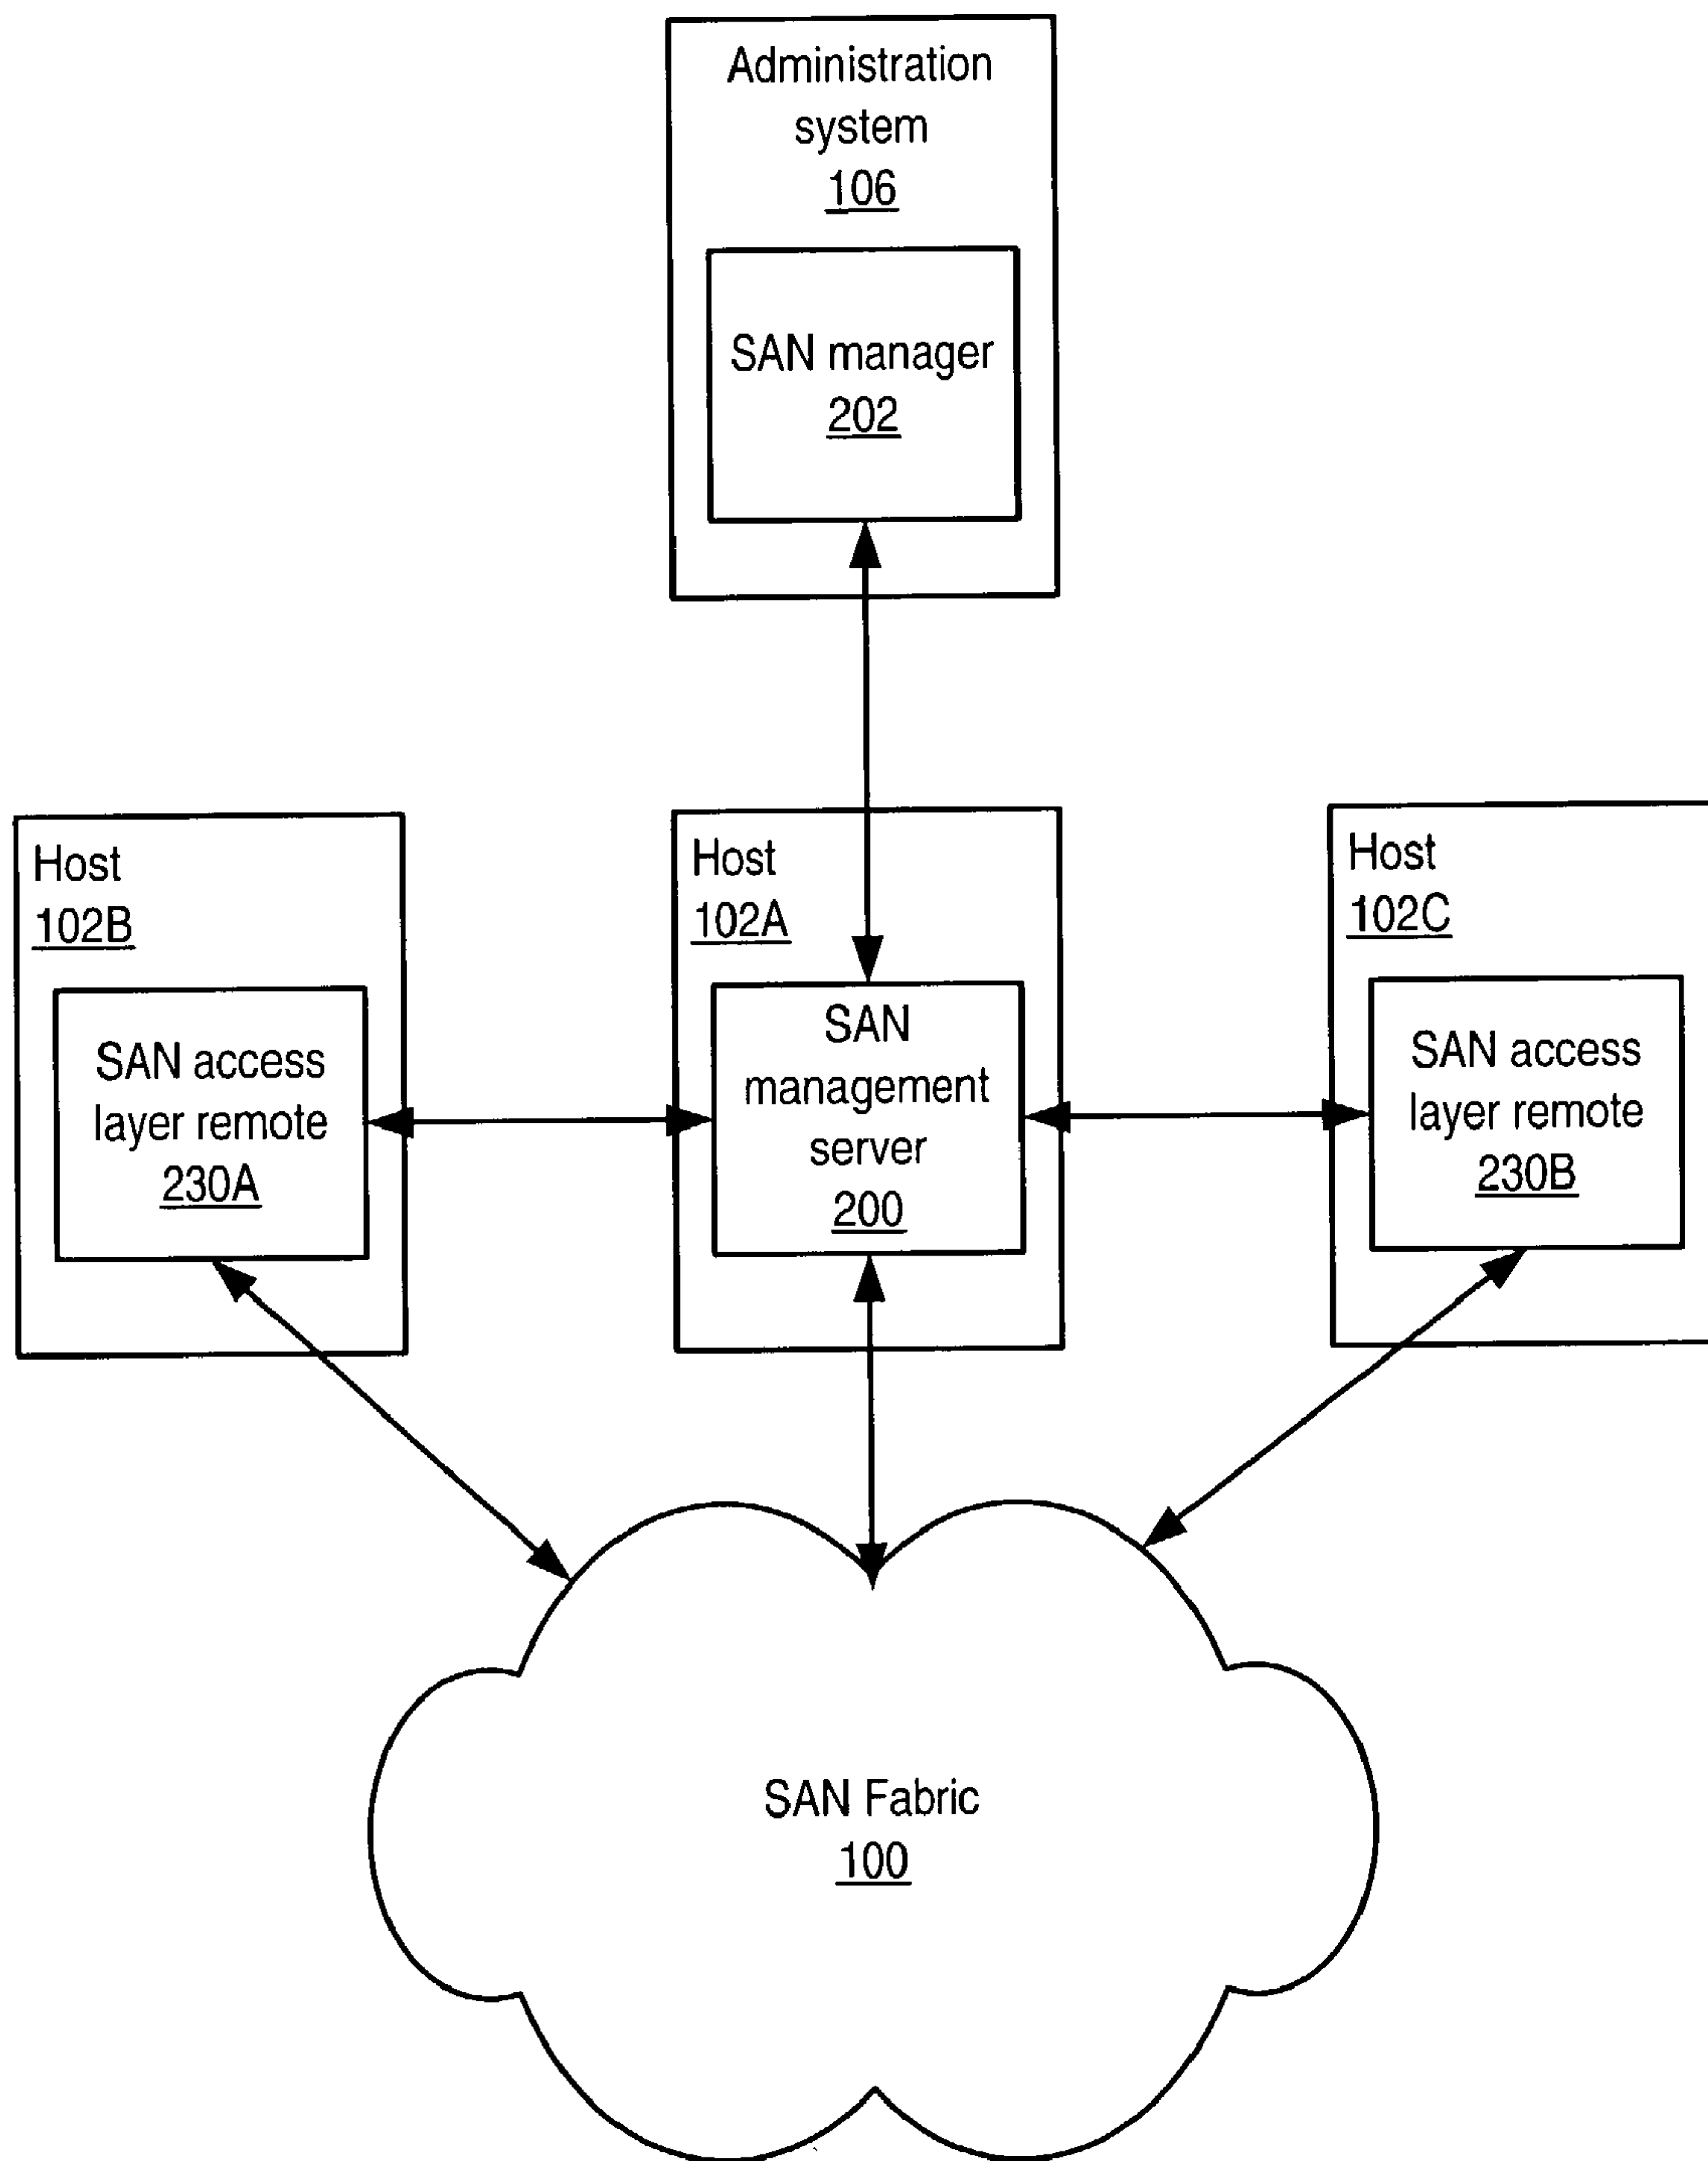 Administration
system
106
SAN manager
202
Host
102B
SAN access
layer remote
230A
Host
102A
SAN
management
server
200
Host
102C
SAN access
layer remote
230B
SAN Fabric
100